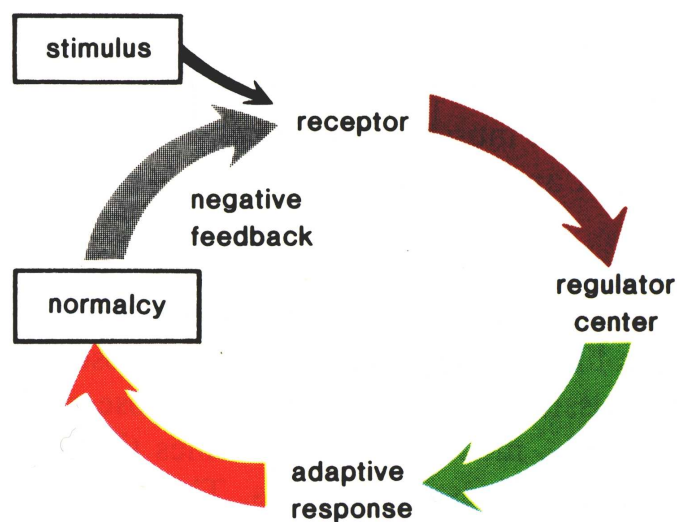 stimulus
receptor
negative
feedback
regulator
center
normalcy
adaptive
response